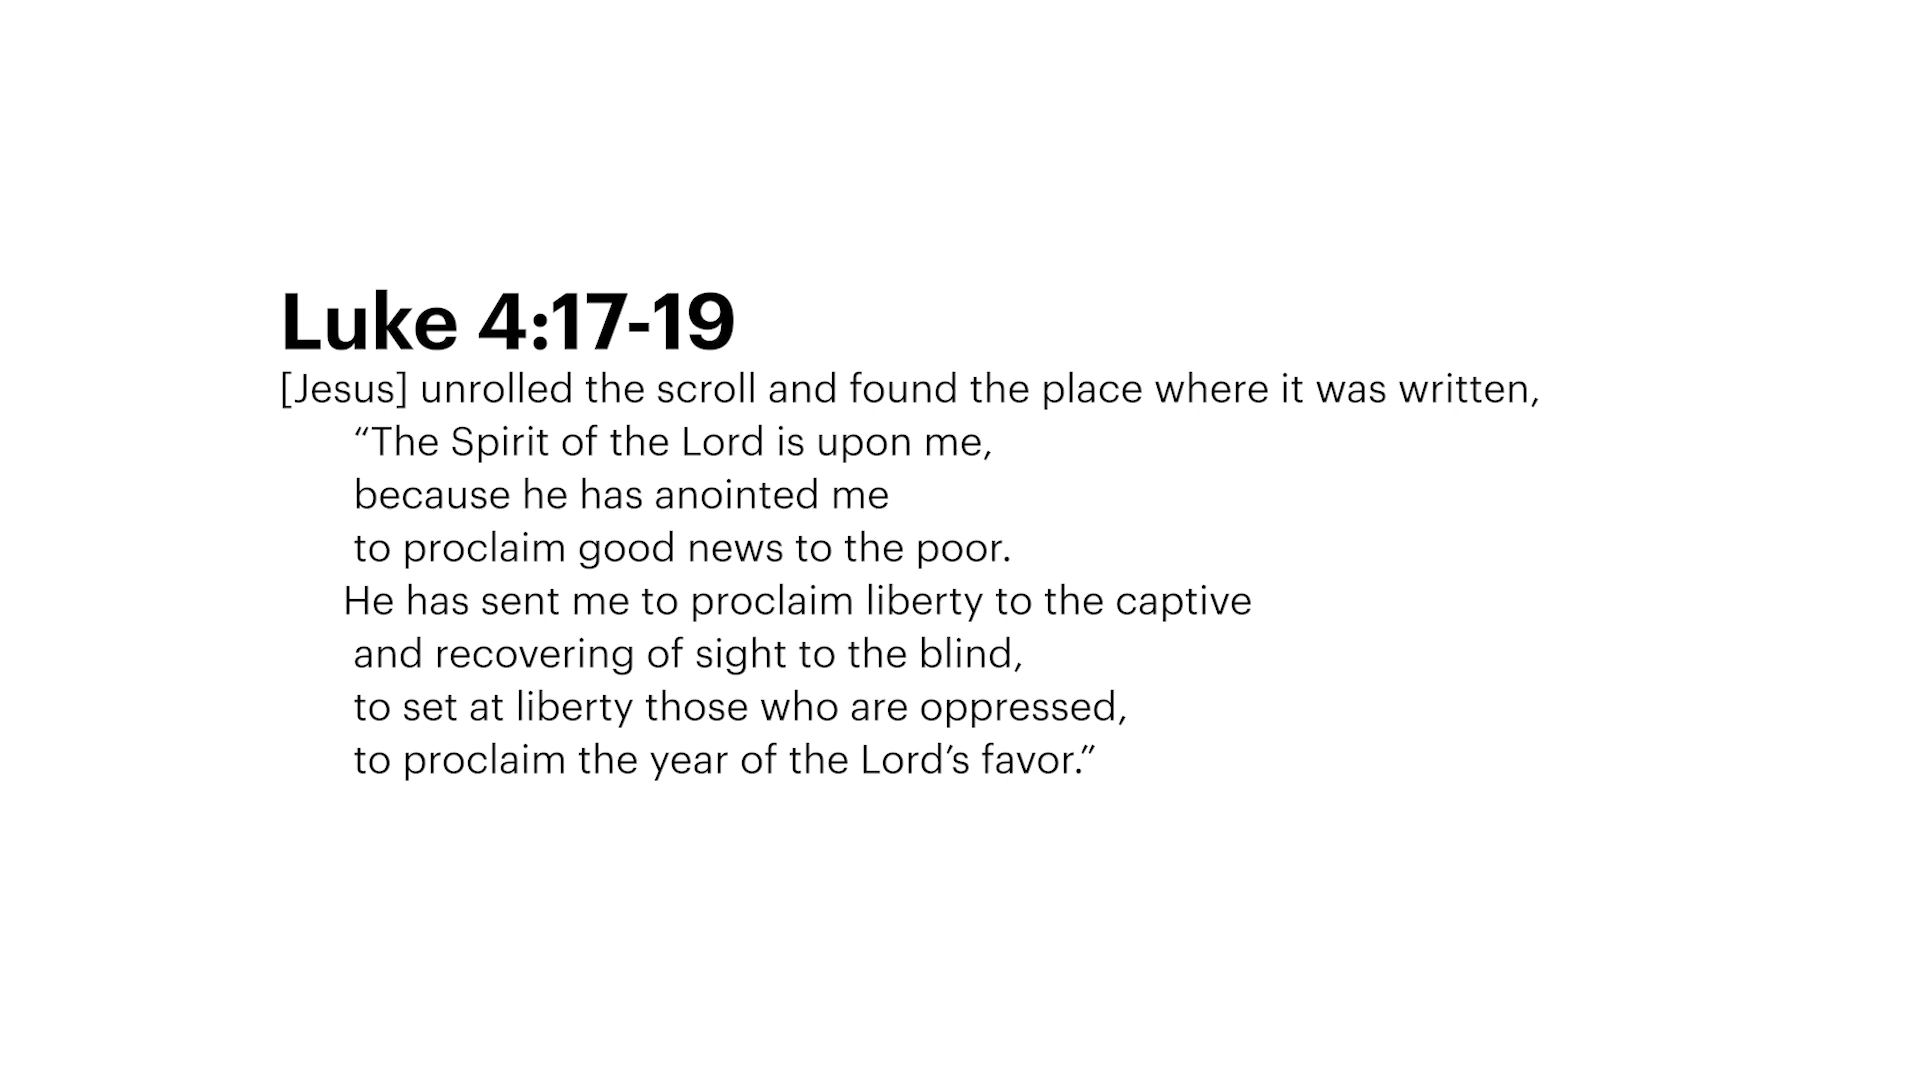 Luke 4:17-19
[Jesus] unrolled the scroll and found the place where it was written,
“The Spirit of the Lord is upon me,
because he has anointed me
to proclaim good news to the poor.
He has sent me to proclaim liberty to the captive
and recovering of sight to the blind,
to set at liberty those who are oppressed,
to proclaim the year of the Lord’s favor.”